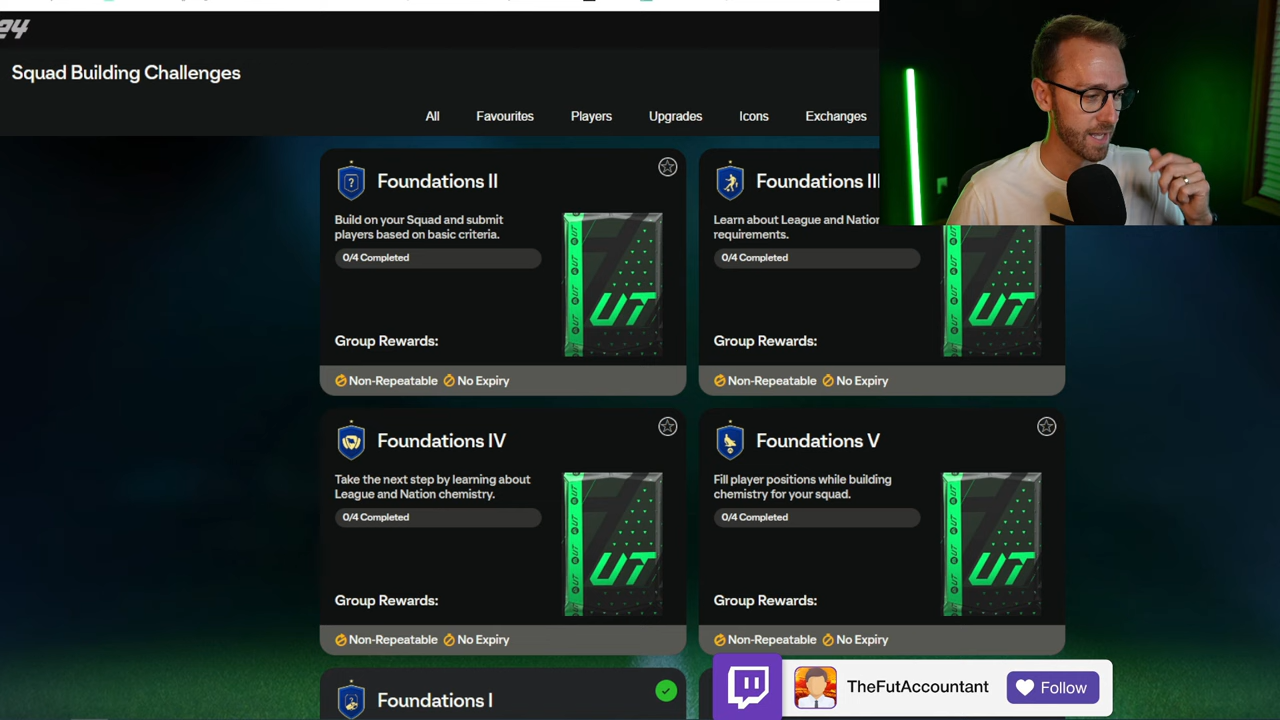 24
Squad Building Challenges
All Favourites Players Upgrades Icons Exchanges
Foundations II
Build on your Squad and submit
players based on basic criteria.
0/4 Completed
Group Rewards:
Non-Repeatable No Expiry
UT
Foundations III
Learn about League and Nation
requirements.
0/4 Completed
Group Rewards:
Non-Repeatable No Expiry
UT
Foundations IV
Take the next step by learning about
League and Nation chemistry.
0/4 Completed
Group Rewards:
Non-Repeatable No Expiry
UT
Foundations V
Fill player positions while building
chemistry for your squad.
0/4 Completed
Group Rewards:
Non-Repeatable No Expiry
UT
Foundations I
TheFutAccountant
Follow